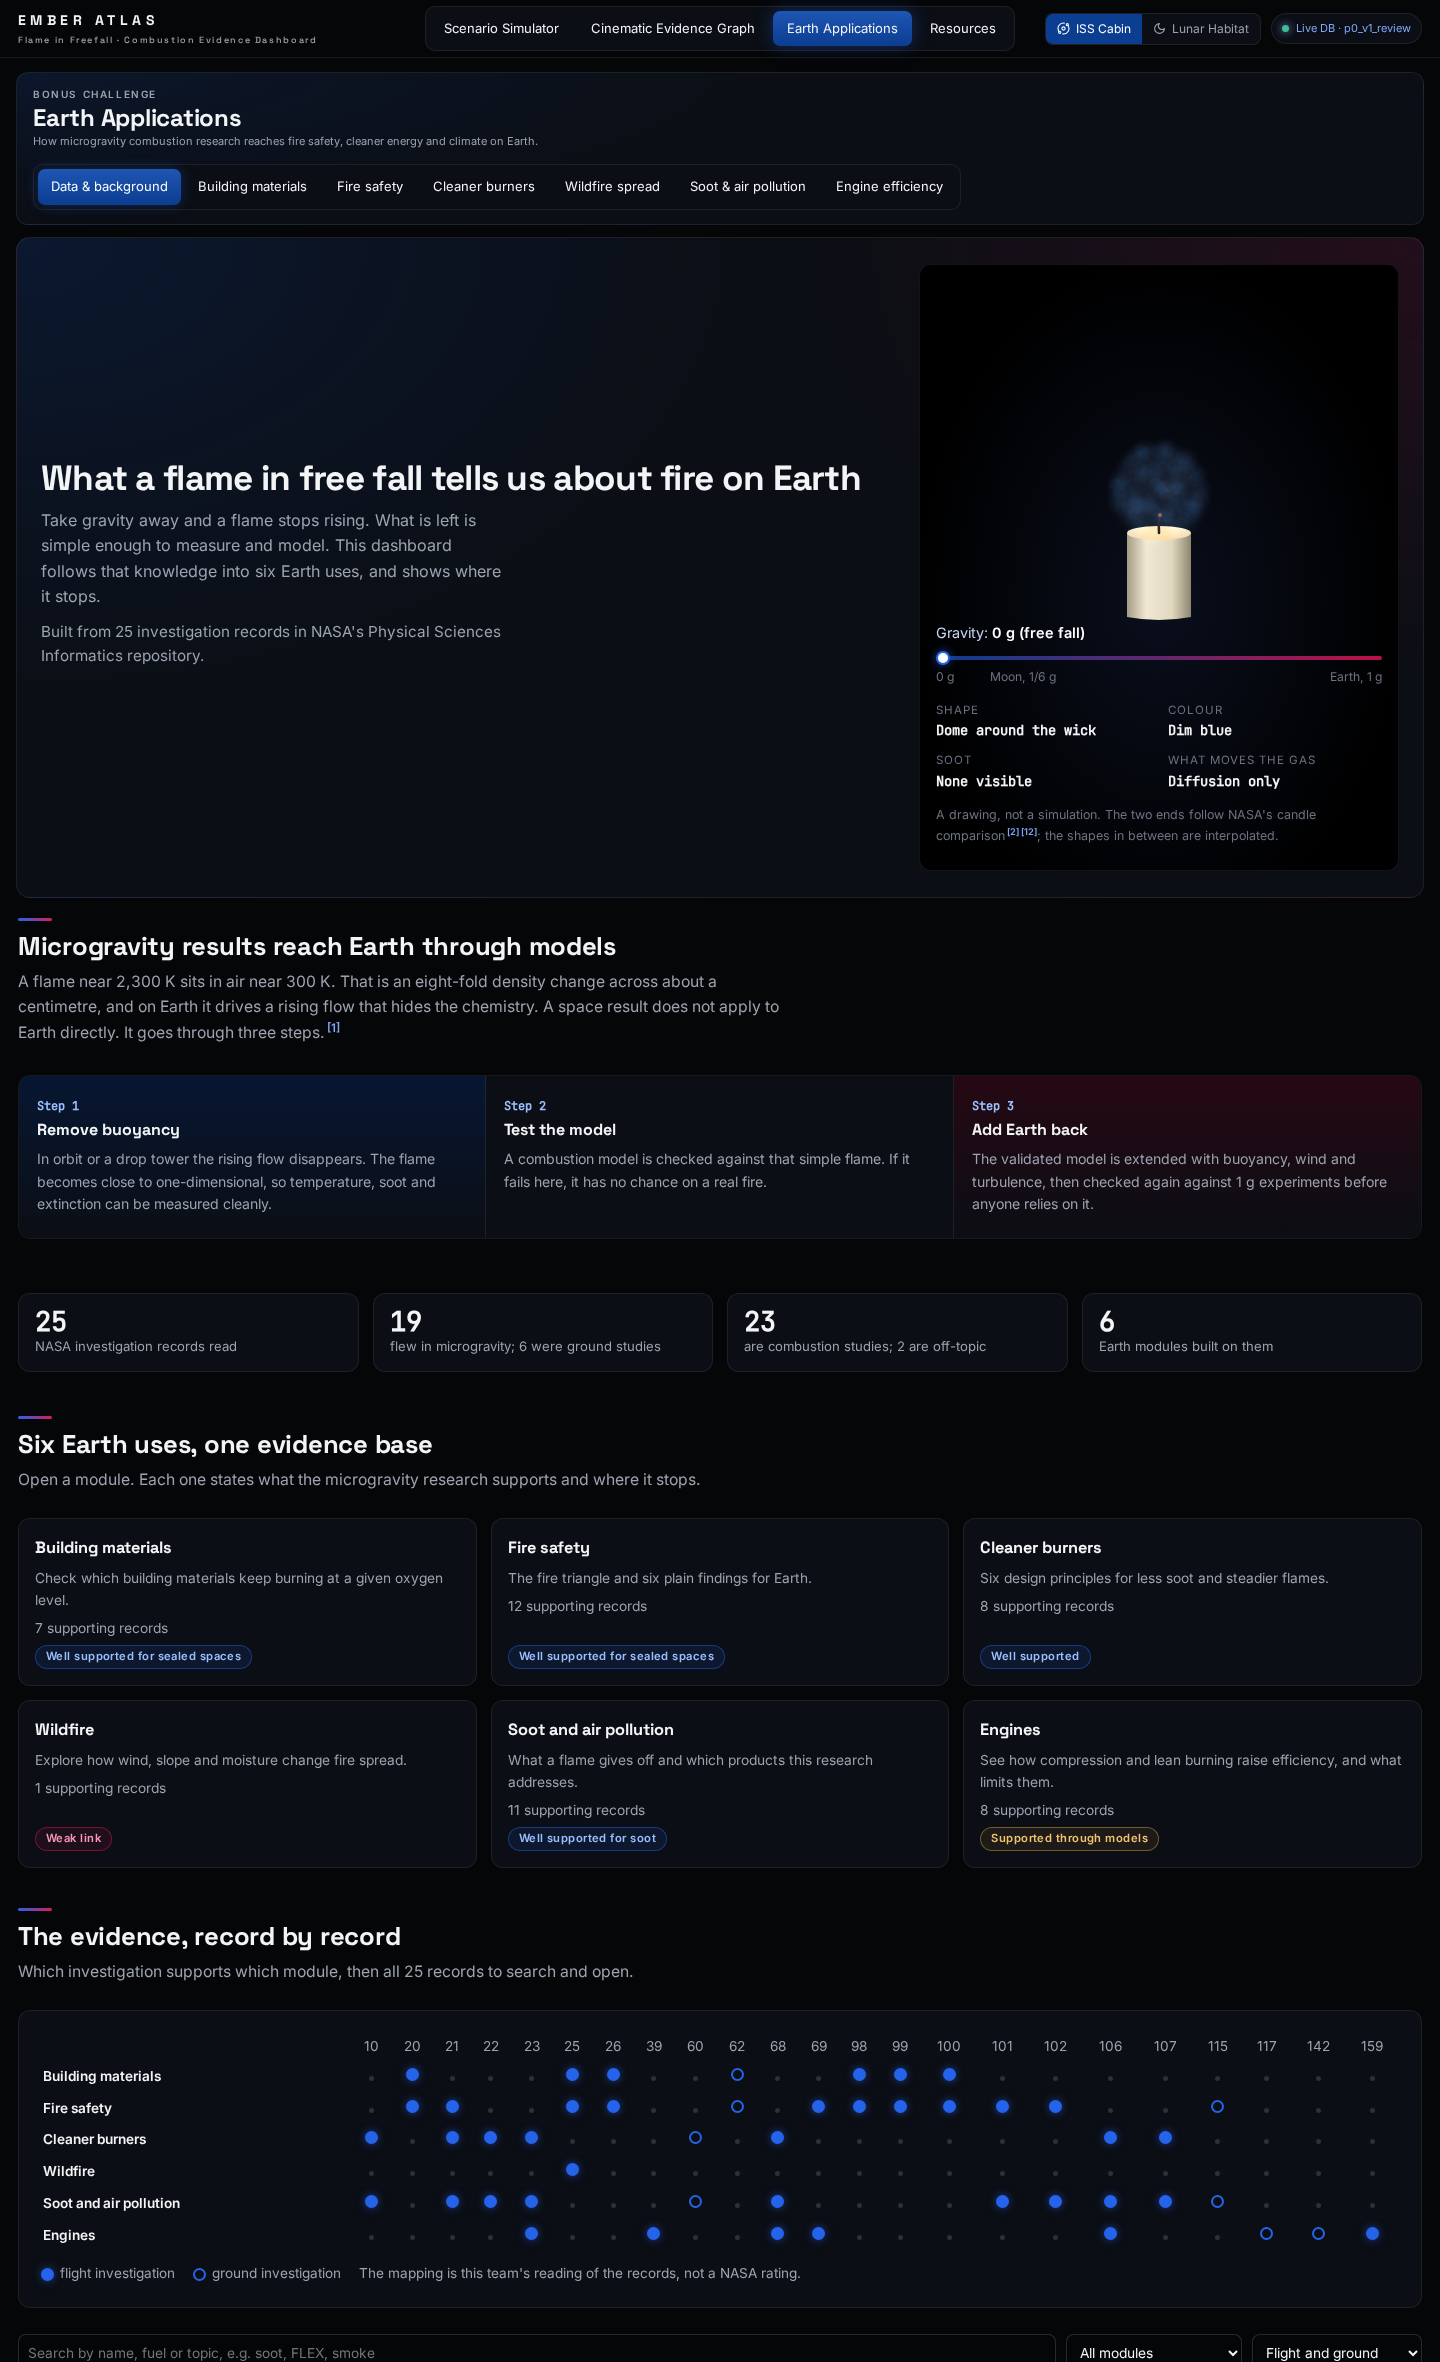 EMBER ATLAS
Flame in Freefall · Combustion Evidence Dashboard
Scenario Simulator
Cinematic Evidence Graph
Earth Applications
Resources
ISS Cabin
Lunar Habitat
Live DB · p0_v1_review
BONUS CHALLENGE
Earth Applications
How microgravity combustion research reaches fire safety, cleaner energy and climate on Earth.
Data & background
Building materials
Fire safety
Cleaner burners
Wildfire spread
Soot & air pollution
Engine efficiency
What a flame in free fall tells us about fire on Earth
Take gravity away and a flame stops rising. What is left is
simple enough to measure and model. This dashboard
follows that knowledge into six Earth uses, and shows where
it stops.
Built from 25 investigation records in NASA's Physical Sciences
Informatics repository.
Gravity: 0 g (free fall)
0 g
Moon, 1/6 g
Earth, 1 g
SHAPE
Dome around the wick
COLOUR
Dim blue
SOOT
None visible
WHAT MOVES THE GAS
Diffusion only
A drawing, not a simulation. The two ends follow NASA's candle
comparison[2][12]; the shapes in between are interpolated.
Microgravity results reach Earth through models
A flame near 2,300 K sits in air near 300 K. That is an eight-fold density change across about a
centimetre, and on Earth it drives a rising flow that hides the chemistry. A space result does not apply to
Earth directly. It goes through three steps.[1]
Step 1
Remove buoyancy
In orbit or a drop tower the rising flow disappears. The flame
becomes close to one-dimensional, so temperature, soot and
extinction can be measured cleanly.
Step 2
Test the model
A combustion model is checked against that simple flame. If it
fails here, it has no chance on a real fire.
Step 3
Add Earth back
The validated model is extended with buoyancy, wind and
turbulence, then checked again against 1 g experiments before
anyone relies on it.
25
NASA investigation records read
19
flew in microgravity; 6 were ground studies
23
are combustion studies; 2 are off-topic
6
Earth modules built on them
Six Earth uses, one evidence base
Open a module. Each one states what the microgravity research supports and where it stops.
Building materials
Check which building materials keep burning at a given oxygen
level.
7 supporting records
Well supported for sealed spaces
Fire safety
The fire triangle and six plain findings for Earth.
12 supporting records
Well supported for sealed spaces
Cleaner burners
Six design principles for less soot and steadier flames.
8 supporting records
Well supported
Wildfire
Explore how wind, slope and moisture change fire spread.
1 supporting records
Weak link
Soot and air pollution
What a flame gives off and which products this research
addresses.
11 supporting records
Well supported for soot
Engines
See how compression and lean burning raise efficiency, and what
limits them.
8 supporting records
Supported through models
The evidence, record by record
Which investigation supports which module, then all 25 records to search and open.
10 20 21 22 23 25 26 39 60 62 68 69 98 99 100 101 102 106 107 115 117 142 159
Building materials
Fire safety
Cleaner burners
Wildfire
Soot and air pollution
Engines
flight investigation
ground investigation
The mapping is this team's reading of the records, not a NASA rating.
Search by name, fuel or topic, e.g. soot, FLEX, smoke
All modules
Flight and ground